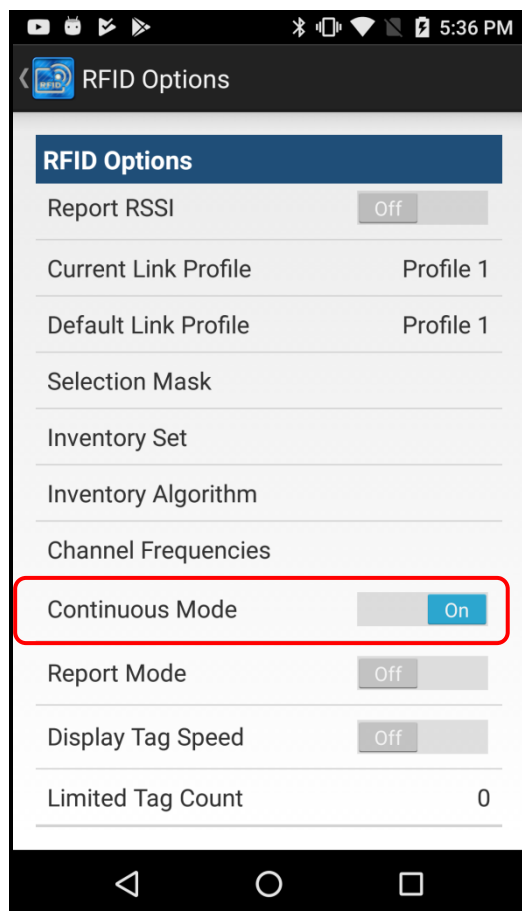 5:36 PM
RFID
RFID Options
RFID Options
Report RSSI Off
Current Link Profile Profile 1
Default Link Profile Profile 1
Selection Mask
Inventory Set
Inventory Algorithm
Channel Frequencies
Continuous Mode On
Report Mode Off
Display Tag Speed Off
Limited Tag Count 0